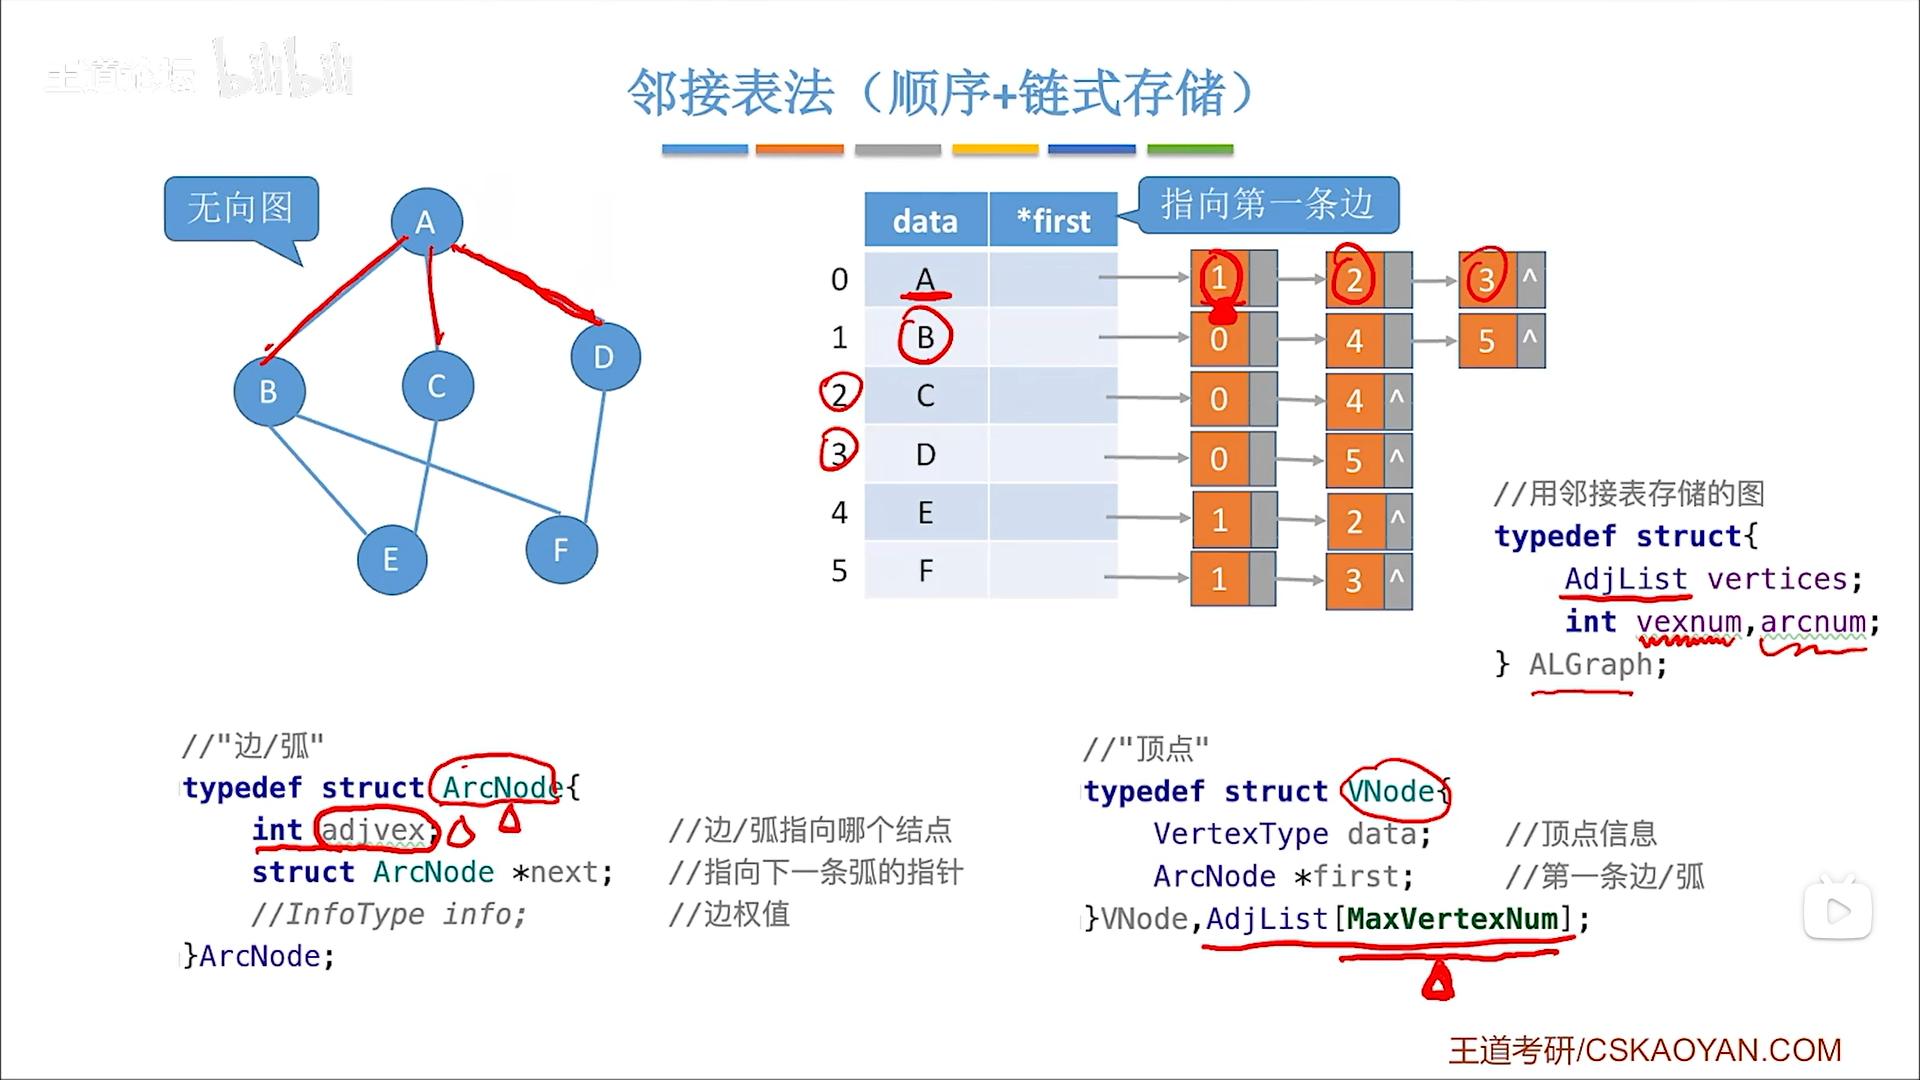 王道论坛 bilibili
邻接表法（顺序+链式存储）
无向图
A
B
C
D
E
F
指向第一条边
data *first
0 A 1 2 3 ^
1 B 0 4 5 ^
2 C 0 4 ^
3 D 0 5 ^
4 E 1 2 ^
5 F 1 3 ^
//用邻接表存储的图
typedef struct{
AdjList vertices;
int vexnum,arcnum;
} ALGraph;
//"边/弧"
typedef struct ArcNode{
int adjvex; //边/弧指向哪个结点
struct ArcNode *next; //指向下一条弧的指针
//InfoType info; //边权值
}ArcNode;
//"顶点"
typedef struct VNode{
VertexType data; //顶点信息
ArcNode *first; //第一条边/弧
}VNode,AdjList[MaxVertexNum];
王道考研/CSKAOYAN.COM